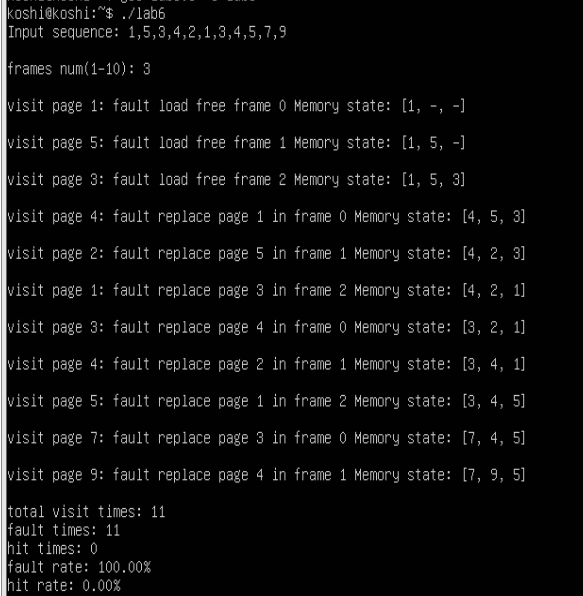 koshi@koshi:~$ ./lab6
Input sequence: 1,5,3,4,2,1,3,4,5,7,9
frames num(1-10): 3
visit page 1: fault load free frame 0 Memory state: [1, -, -]
visit page 5: fault load free frame 1 Memory state: [1, 5, -]
visit page 3: fault load free frame 2 Memory state: [1, 5, 3]
visit page 4: fault replace page 1 in frame 0 Memory state: [4, 5, 3]
visit page 2: fault replace page 5 in frame 1 Memory state: [4, 2, 3]
visit page 1: fault replace page 3 in frame 2 Memory state: [4, 2, 1]
visit page 3: fault replace page 4 in frame 0 Memory state: [3, 2, 1]
visit page 4: fault replace page 2 in frame 1 Memory state: [3, 4, 1]
visit page 5: fault replace page 1 in frame 2 Memory state: [3, 4, 5]
visit page 7: fault replace page 3 in frame 0 Memory state: [7, 4, 5]
visit page 9: fault replace page 4 in frame 1 Memory state: [7, 9, 5]
total visit times: 11
fault times: 11
hit times: 0
fault rate: 100.00%
hit rate: 0.00%